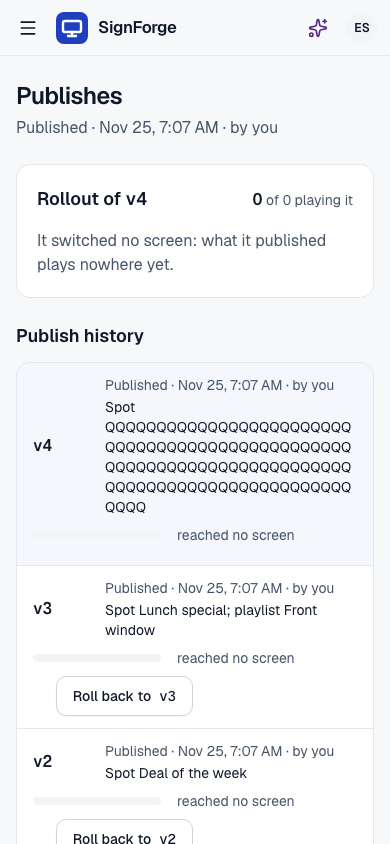 SignForge
ES
Publishes
Published · Nov 25, 7:07 AM · by you
Rollout of v4
0 of 0 playing it
It switched no screen: what it published
plays nowhere yet.
Publish history
v4
Published · Nov 25, 7:07 AM · by you
Spot
QQQQQQQQQQQQQQQQQQQQQQQQ
QQQQQQQQQQQQQQQQQQQQQQQQ
QQQQQQQQQQQQQQQQQQQQQQQQ
QQQQQQQQQQQQQQQQQQQQQQQQ
QQQQ
reached no screen
v3
Published · Nov 25, 7:07 AM · by you
Spot Lunch special; playlist Front
window
reached no screen
Roll back to v3
v2
Published · Nov 25, 7:07 AM · by you
Spot Deal of the week
reached no screen
Roll back to v2